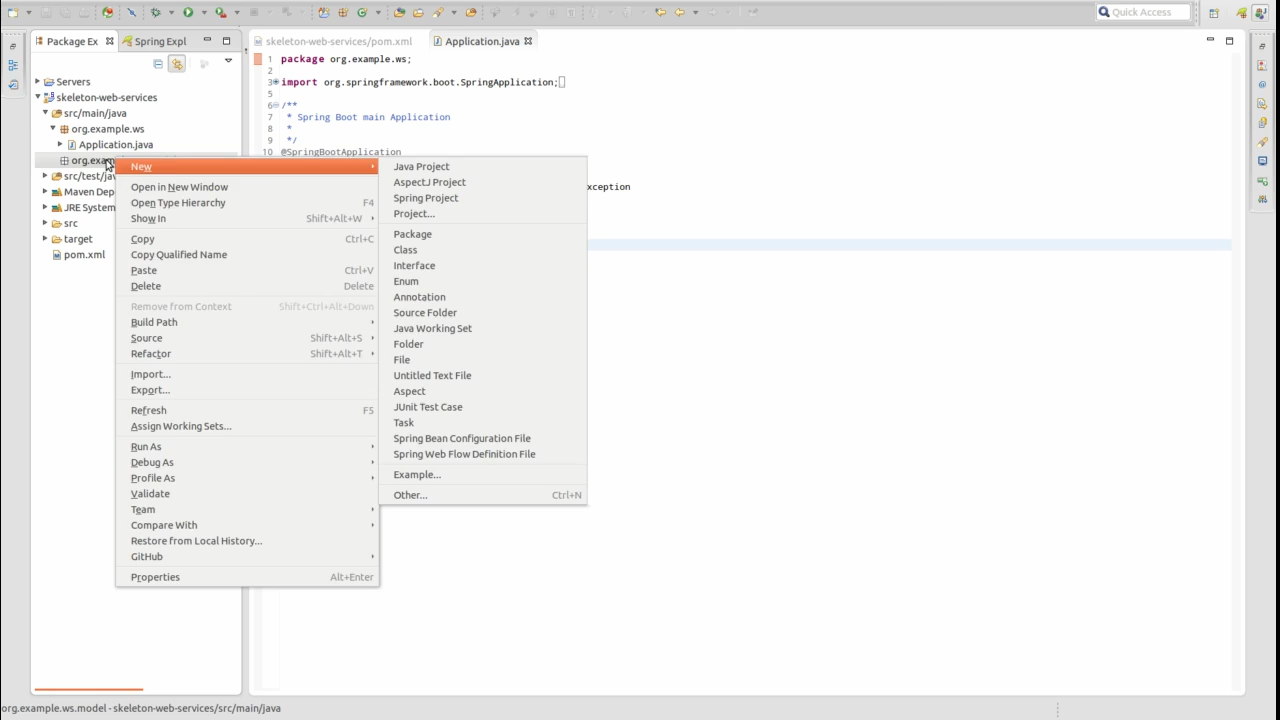 Quick Access
Package Ex
Spring Expl
skeleton-web-services/pom.xml
Application.java
Servers
skeleton-web-services
src/main/java
org.example.ws
Application.java
org.exam
src/test/jav
Maven Dep
JRE System
src
target
pom.xml
1 package org.example.ws;
2
3 import org.springframework.boot.SpringApplication;
5
6 /**
7 * Spring Boot main Application
8 *
9 */
10 @SpringBootApplication
xception
New
Open in New Window
Open Type Hierarchy F4
Show In Shift+Alt+W
Copy Ctrl+C
Copy Qualified Name
Paste Ctrl+V
Delete Delete
Remove from Context Shift+Ctrl+Alt+Down
Build Path
Source Shift+Alt+S
Refactor Shift+Alt+T
Import...
Export...
Refresh F5
Assign Working Sets...
Run As
Debug As
Profile As
Validate
Team
Compare With
Restore from Local History...
GitHub
Properties Alt+Enter
Java Project
AspectJ Project
Spring Project
Project...
Package
Class
Interface
Enum
Annotation
Source Folder
Java Working Set
Folder
File
Untitled Text File
Aspect
JUnit Test Case
Task
Spring Bean Configuration File
Spring Web Flow Definition File
Example...
Other... Ctrl+N
org.example.ws.model - skeleton-web-services/src/main/java